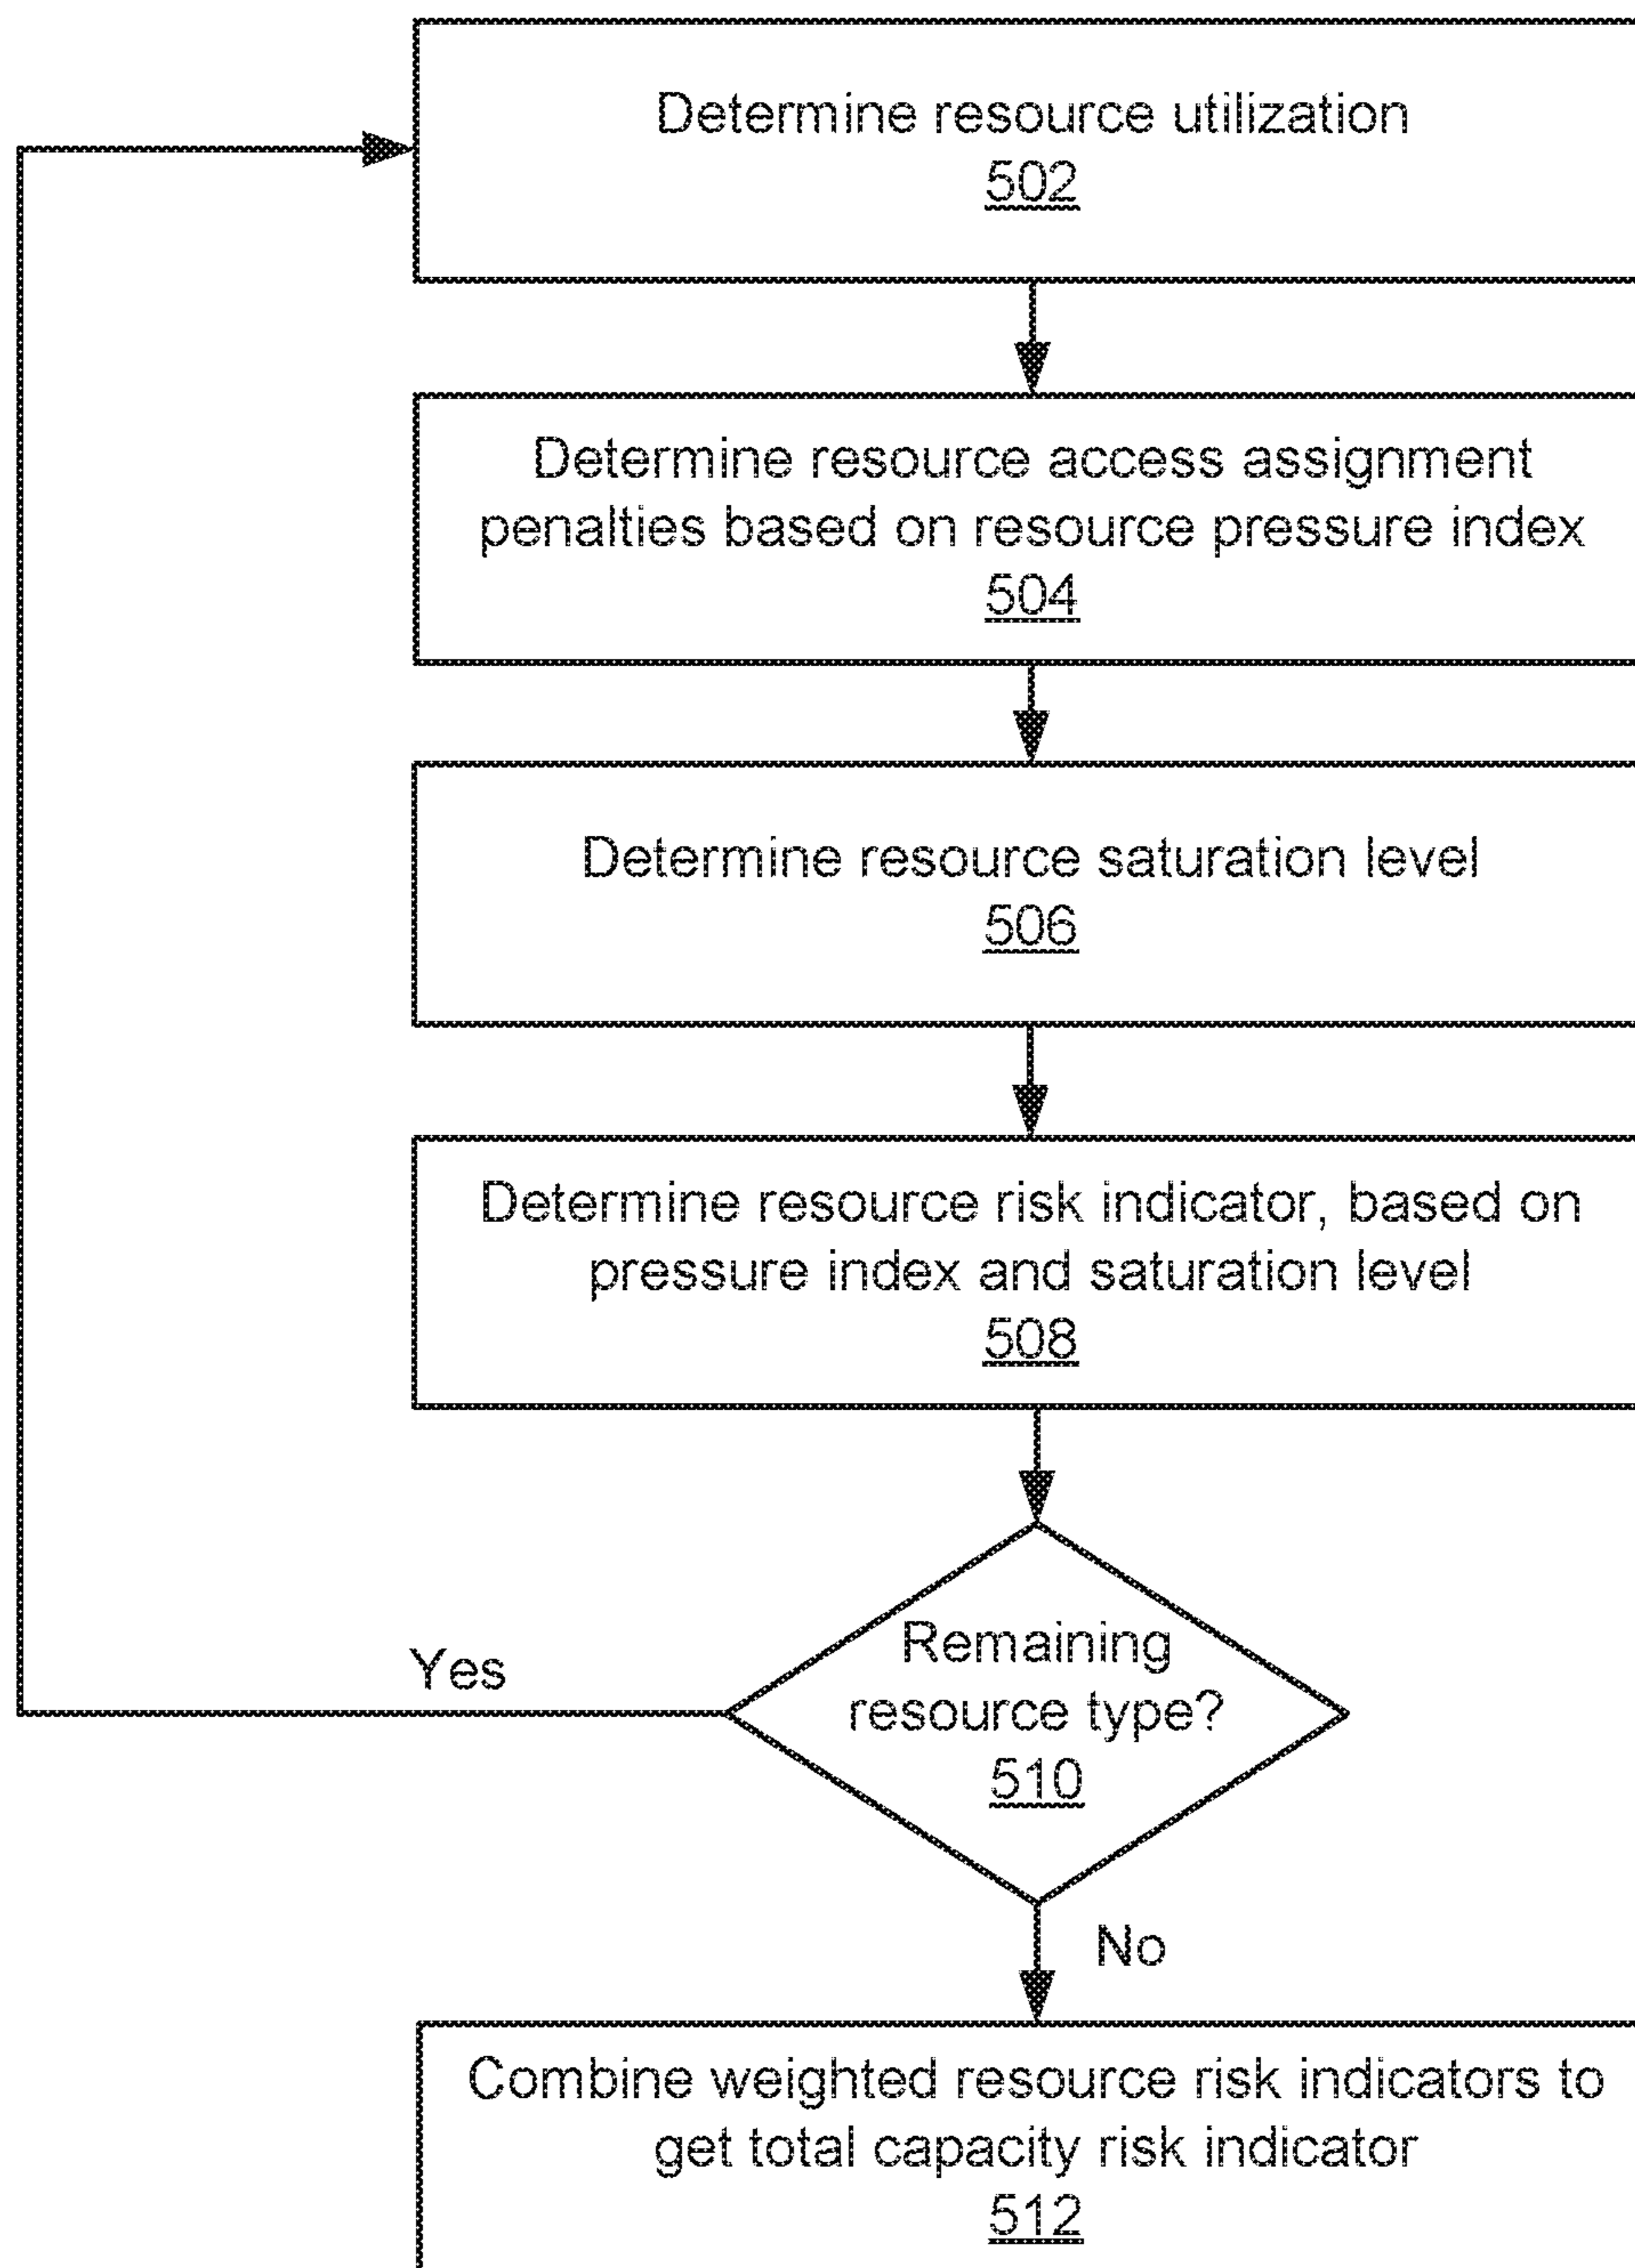 Determine resource utilization
502
Determine resource access assignment
penalties based on resource pressure index
504
Determine resource saturation level
506
Determine resource risk indicator, based on
pressure index and saturation level
508
Remaining
resource type?
510
Yes
No
Combine weighted resource risk indicators to
get total capacity risk indicator
512